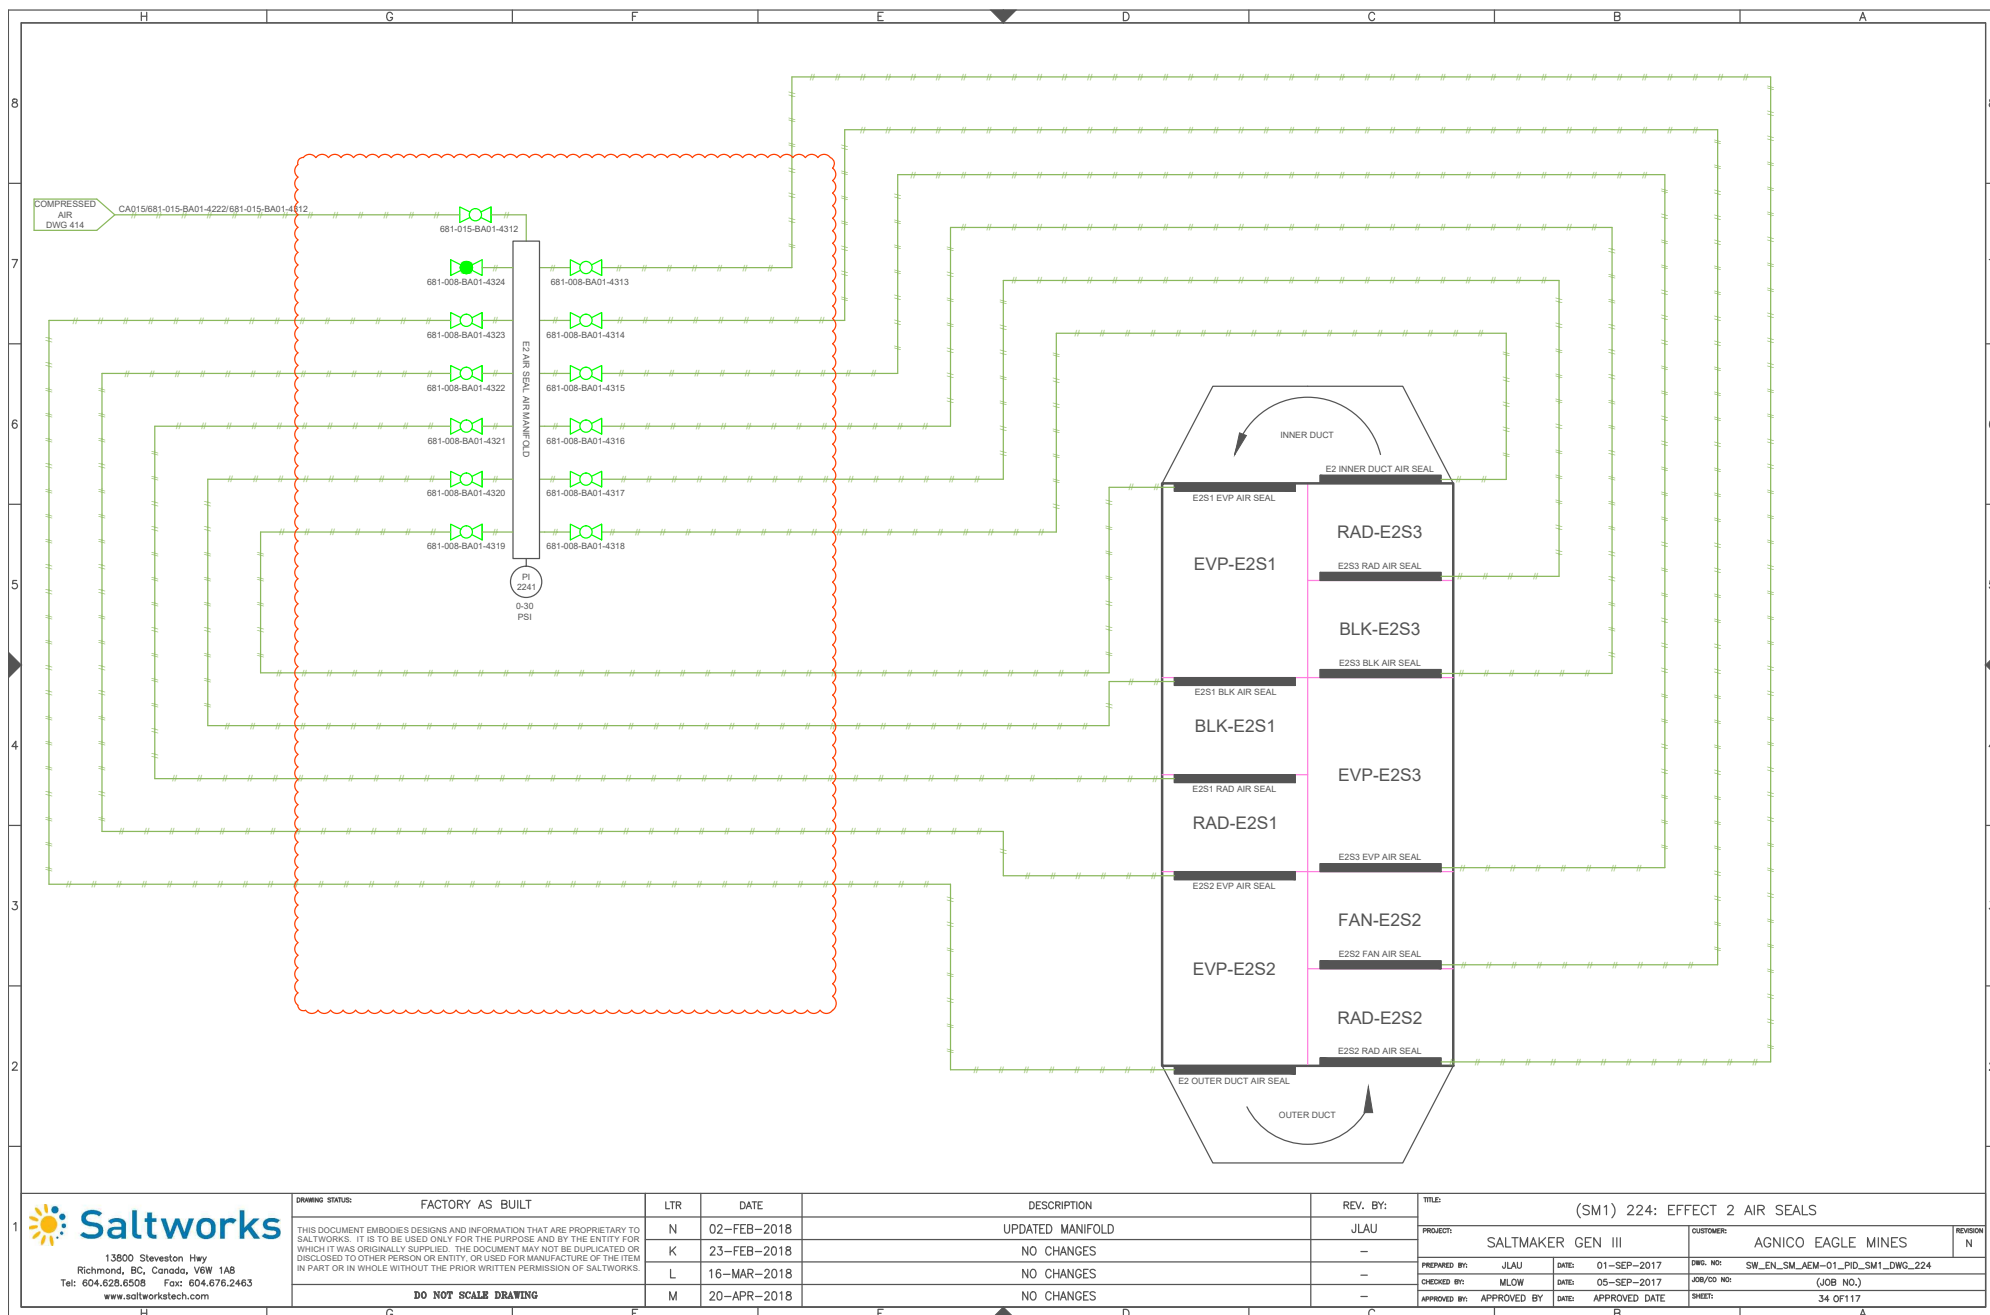 H G F E D C B A
8
7
6
5
4
3
2
1
COMPRESSED
AIR
DWG 414
CA015/681-015-BA01-4222/681-015-BA01-4312
681-015-BA01-4312
681-008-BA01-4324
681-008-BA01-4313
681-008-BA01-4323
681-008-BA01-4314
681-008-BA01-4322
681-008-BA01-4315
681-008-BA01-4321
681-008-BA01-4316
681-008-BA01-4320
681-008-BA01-4317
681-008-BA01-4319
681-008-BA01-4318
E2 AIR SEAL AIR MANIFOLD
PI
2241
0-30
PSI
INNER DUCT
E2 INNER DUCT AIR SEAL
E2S1 EVP AIR SEAL
RAD-E2S3
EVP-E2S1
E2S3 RAD AIR SEAL
BLK-E2S3
E2S3 BLK AIR SEAL
E2S1 BLK AIR SEAL
BLK-E2S1
EVP-E2S3
E2S1 RAD AIR SEAL
RAD-E2S1
E2S3 EVP AIR SEAL
E2S2 EVP AIR SEAL
FAN-E2S2
E2S2 FAN AIR SEAL
EVP-E2S2
RAD-E2S2
E2S2 RAD AIR SEAL
E2 OUTER DUCT AIR SEAL
OUTER DUCT
Saltworks
13800 Steveston Hwy
Richmond, BC, Canada, V6W 1A8
Tel: 604.628.6508 Fax: 604.676.2463
www.saltworkstech.com
DRAWING STATUS: FACTORY AS BUILT
THIS DOCUMENT EMBODIES DESIGNS AND INFORMATION THAT ARE PROPRIETARY TO
SALTWORKS. IT IS TO BE USED ONLY FOR THE PURPOSE AND BY THE ENTITY FOR
WHICH IT WAS ORIGINALLY SUPPLIED. THE DOCUMENT MAY NOT BE DUPLICATED OR
DISCLOSED TO OTHER PERSON OR ENTITY, OR USED FOR MANUFACTURE OF THE ITEM
IN PART OR IN WHOLE WITHOUT THE PRIOR WRITTEN PERMISSION OF SALTWORKS.
DO NOT SCALE DRAWING
LTR DATE DESCRIPTION REV. BY:
N 02-FEB-2018 UPDATED MANIFOLD JLAU
K 23-FEB-2018 NO CHANGES -
L 16-MAR-2018 NO CHANGES -
M 20-APR-2018 NO CHANGES -
TITLE:
(SM1) 224: EFFECT 2 AIR SEALS
PROJECT: SALTMAKER GEN III
CUSTOMER: AGNICO EAGLE MINES
REVISION N
PREPARED BY: JLAU DATE: 01-SEP-2017 DWG. NO: SW_EN_SM_AEM-01_PID_SM1_DWG_224
CHECKED BY: MLOW DATE: 05-SEP-2017 JOB/CO NO: (JOB NO.)
APPROVED BY: APPROVED BY DATE: APPROVED DATE SHEET: 34 OF117
H G F E D C B A